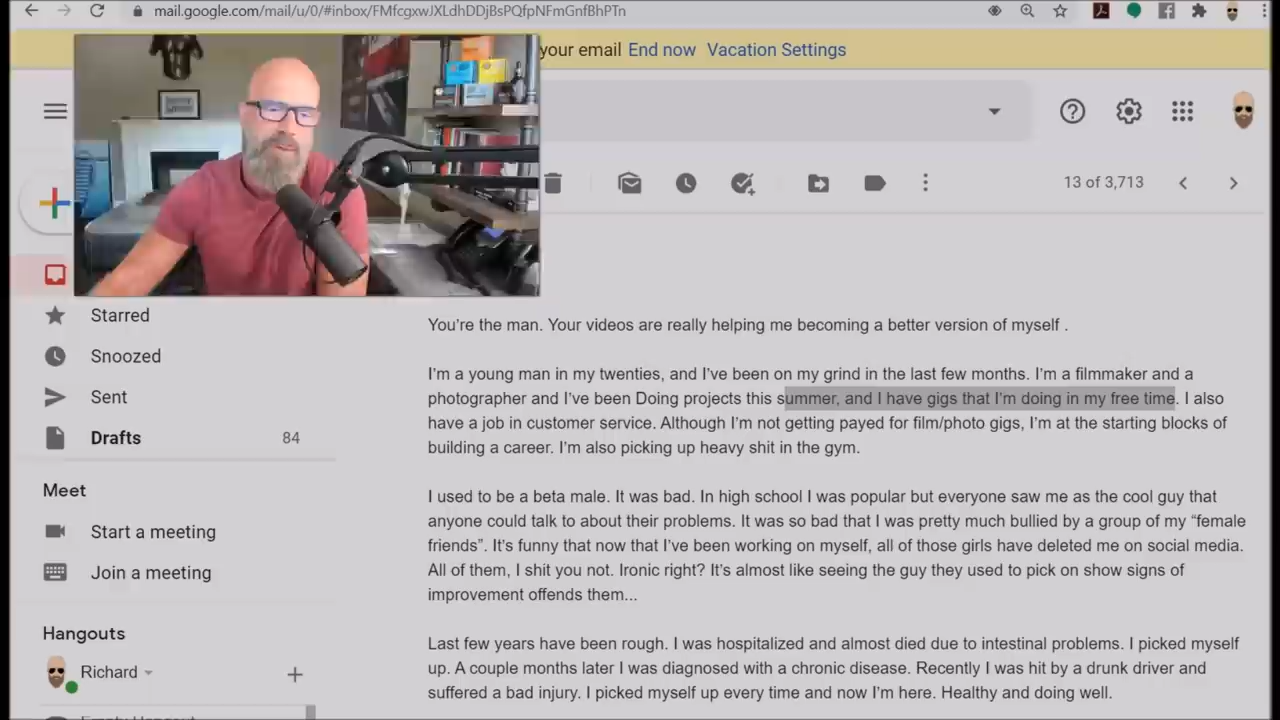 mail.google.com/mail/u/0/#inbox/FMfcgxwJXLdhDDjBsPQfpNFmGnfBhPTn
your email End now Vacation Settings
13 of 3,713
Starred
Snoozed
Sent
Drafts 84
Meet
Start a meeting
Join a meeting
Hangouts
Richard
You're the man. Your videos are really helping me becoming a better version of myself .
I'm a young man in my twenties, and I've been on my grind in the last few months. I'm a filmmaker and a
photographer and I've been Doing projects this summer, and I have gigs that I'm doing in my free time. I also
have a job in customer service. Although I'm not getting payed for film/photo gigs, I'm at the starting blocks of
building a career. I'm also picking up heavy shit in the gym.
I used to be a beta male. It was bad. In high school I was popular but everyone saw me as the cool guy that
anyone could talk to about their problems. It was so bad that I was pretty much bullied by a group of my “female
friends”. It's funny that now that I've been working on myself, all of those girls have deleted me on social media.
All of them, I shit you not. Ironic right? It's almost like seeing the guy they used to pick on show signs of
improvement offends them...
Last few years have been rough. I was hospitalized and almost died due to intestinal problems. I picked myself
up. A couple months later I was diagnosed with a chronic disease. Recently I was hit by a drunk driver and
suffered a bad injury. I picked myself up every time and now I'm here. Healthy and doing well.